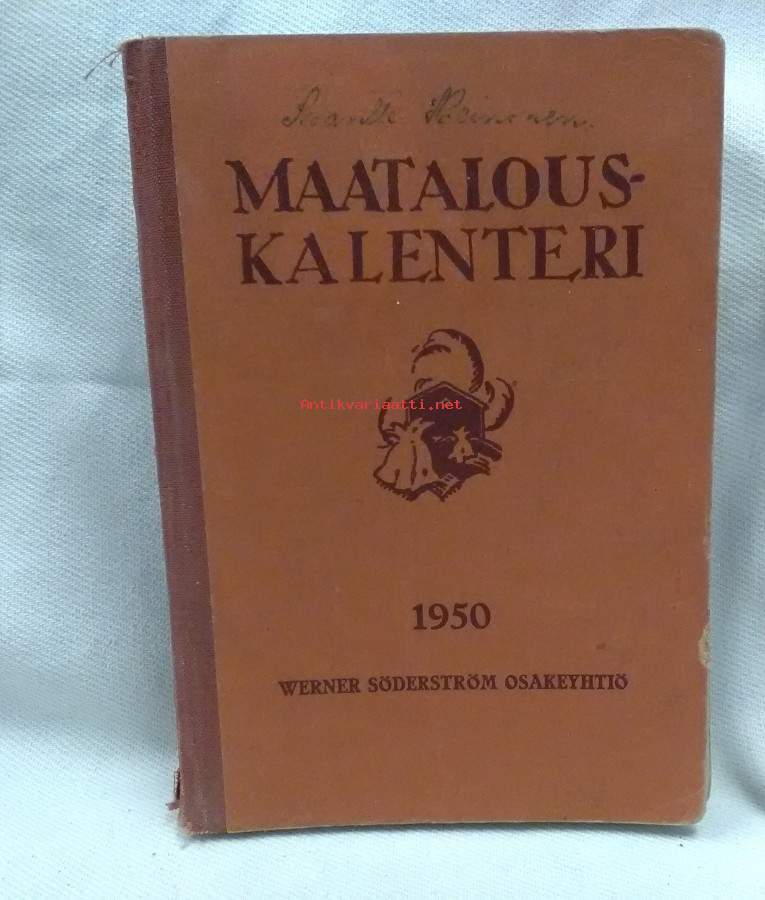 MAATALOUS-
KALENTERI
Antikvariaatti.net
1950
WERNER SÖDERSTRÖM OSAKEYHTIÖ